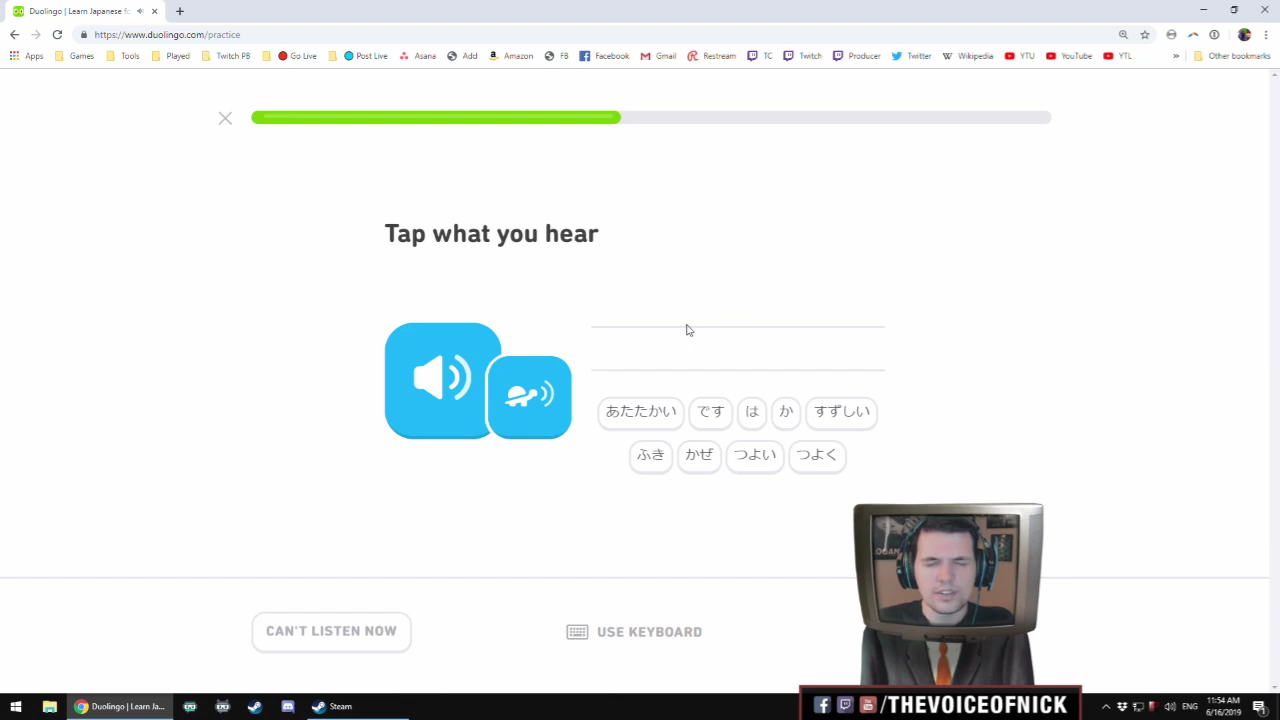 Duolingo | Learn Japanese fo
https://www.duolingo.com/practice
Apps Games Tools Played Twitch PB Go Live Post Live Asana Add Amazon FB Facebook Gmail Restream TC Twitch Producer Twitter Wikipedia YTU YouTube YTL » Other bookmarks
Tap what you hear
あたたかい です は か すずしい
ふき かぜ つよい つよく
CAN'T LISTEN NOW
USE KEYBOARD
/THEVOICEOFNICK
Duolingo | Learn Ja... Steam
ENG
11:54 AM
6/16/2019